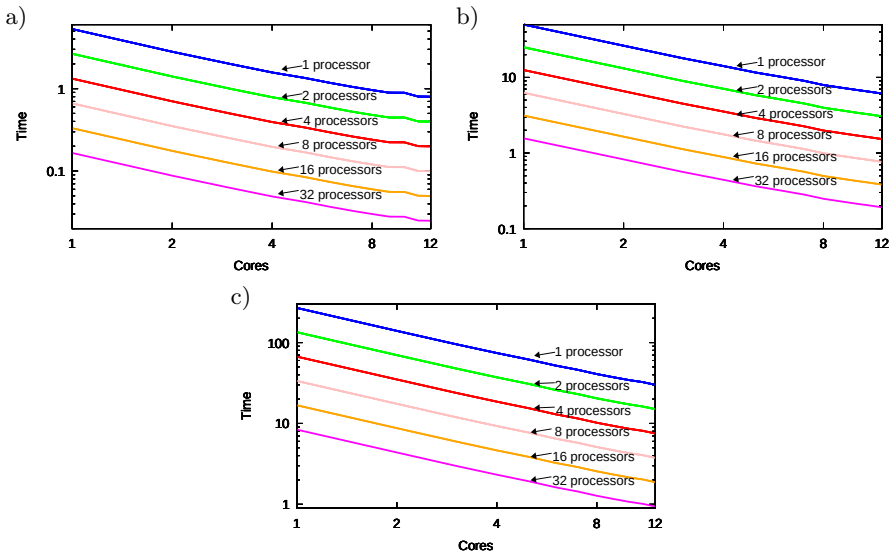 a)
Time
1
0.1
1 processor
2 processors
4 processors
8 processors
16 processors
32 processors
1 2 4 8 12
Cores
b)
Time
10
1
0.1
1 processor
2 processors
4 processors
8 processors
16 processors
32 processors
1 2 4 8 12
Cores
c)
Time
100
10
1
1 processor
2 processors
4 processors
8 processors
16 processors
32 processors
1 2 4 8 12
Cores